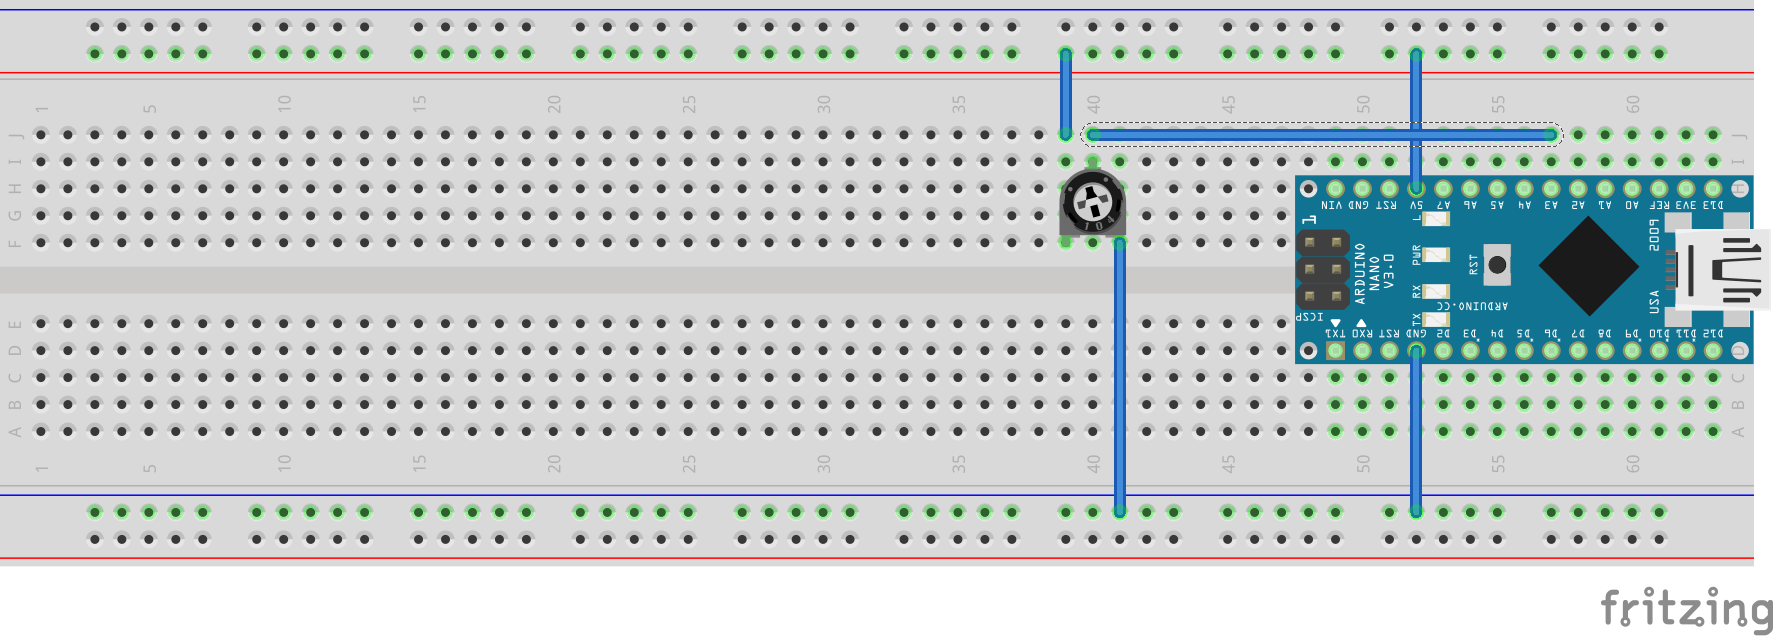 1 5 10 15 20 25 30 35 40 45 50 55 60
J J
I I
H H
G
F
VIN GND RST 5V A7 A6 A5 A4 A3 A2 A1 A0 REF 3V3 D13
L
1
PWR
RX
TX
RST
104
ARDUINO
NANO
V3.0
ARDUINO.CC
USA
ICSP
TX1 RX0 RST GND D2 D3 D4 D5 D6 D7 D8 D9 D10 D11 D12
E
D D
C C
B B
A A
1 5 10 15 20 25 30 35 40 45 50 55 60
fritzing